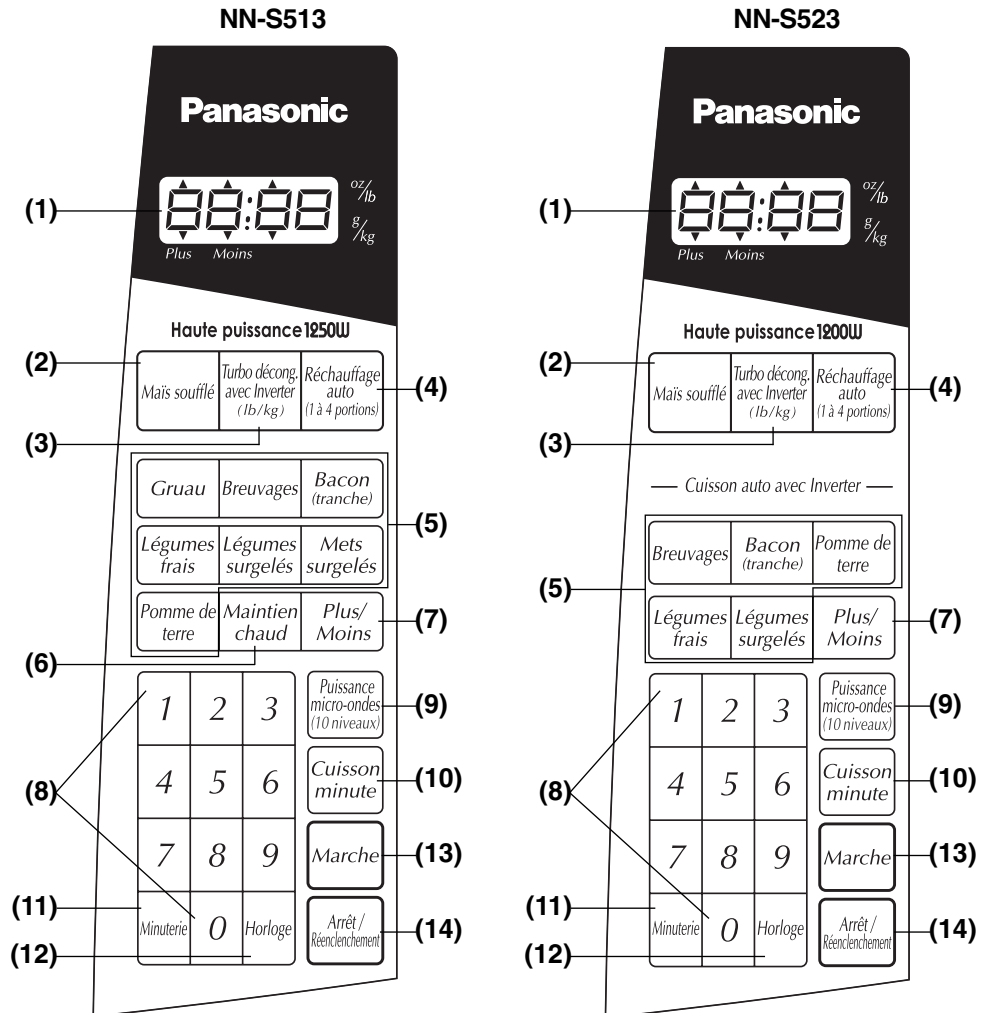 NN-S513
Panasonic
(1)
88:88
oz/lb
g/kg
Plus Moins
Haute puissance 1250W
(2)
Maïs soufflé
Turbo décong.
avec Inverter
(lb/kg)
Réchauffage
auto
(1 à 4 portions)
(4)
(3)
Gruau
Breuvages
Bacon
(tranche)
(5)
Légumes
frais
Légumes
surgelés
Mets
surgelés
Pomme de
terre
Maintien
chaud
Plus/
Moins
(7)
(6)
1 2 3
Puissance
micro-ondes
(10 niveaux)
(9)
4 5 6
Cuisson
minute
(10)
(8)
7 8 9
Marche
(13)
(11)
Minuterie
0
Horloge
Arrêt /
Réenclenchement
(14)
(12)
NN-S523
Panasonic
(1)
88:88
oz/lb
g/kg
Plus Moins
Haute puissance 1200W
(2)
Maïs soufflé
Turbo décong.
avec Inverter
(lb/kg)
Réchauffage
auto
(1 à 4 portions)
(4)
(3)
Cuisson auto avec Inverter
Breuvages
Bacon
(tranche)
Pomme de
terre
(5)
Légumes
frais
Légumes
surgelés
Plus/
Moins
(7)
1 2 3
Puissance
micro-ondes
(10 niveaux)
(9)
4 5 6
Cuisson
minute
(10)
(8)
7 8 9
Marche
(13)
(11)
Minuterie
0
Horloge
Arrêt /
Réenclenchement
(14)
(12)